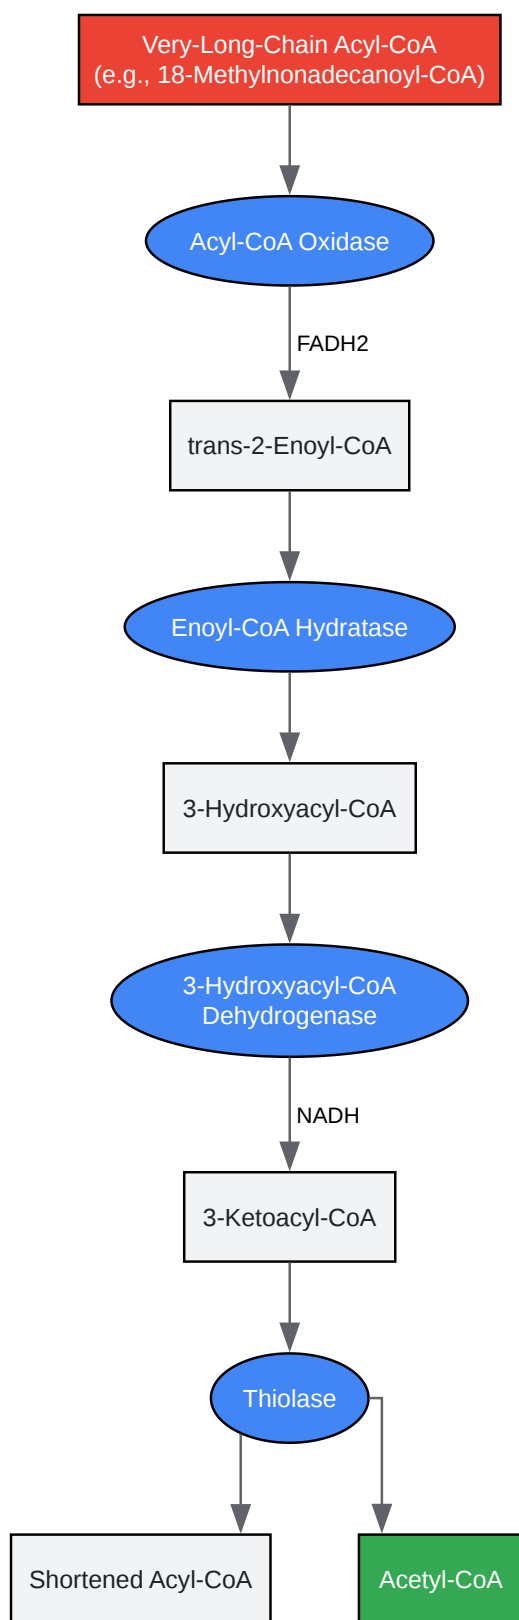 Very-Long-Chain Acyl-CoA
(e.g., 18-Methylnonadecanoyl-CoA)
Acyl-CoA Oxidase
FADH2
trans-2-Enoyl-CoA
Enoyl-CoA Hydratase
3-Hydroxyacyl-CoA
3-Hydroxyacyl-CoA
Dehydrogenase
NADH
3-Ketoacyl-CoA
Thiolase
Shortened Acyl-CoA
Acetyl-CoA